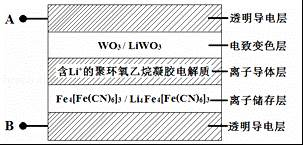 A 透明导电层
WO3 / LiWO3 电致变色层
含Li+的聚环氧乙烷凝胶电解质 离子导体层
Fe4[Fe(CN)6]3 / Li4Fe4[Fe(CN)6]3 离子储存层
B 透明导电层